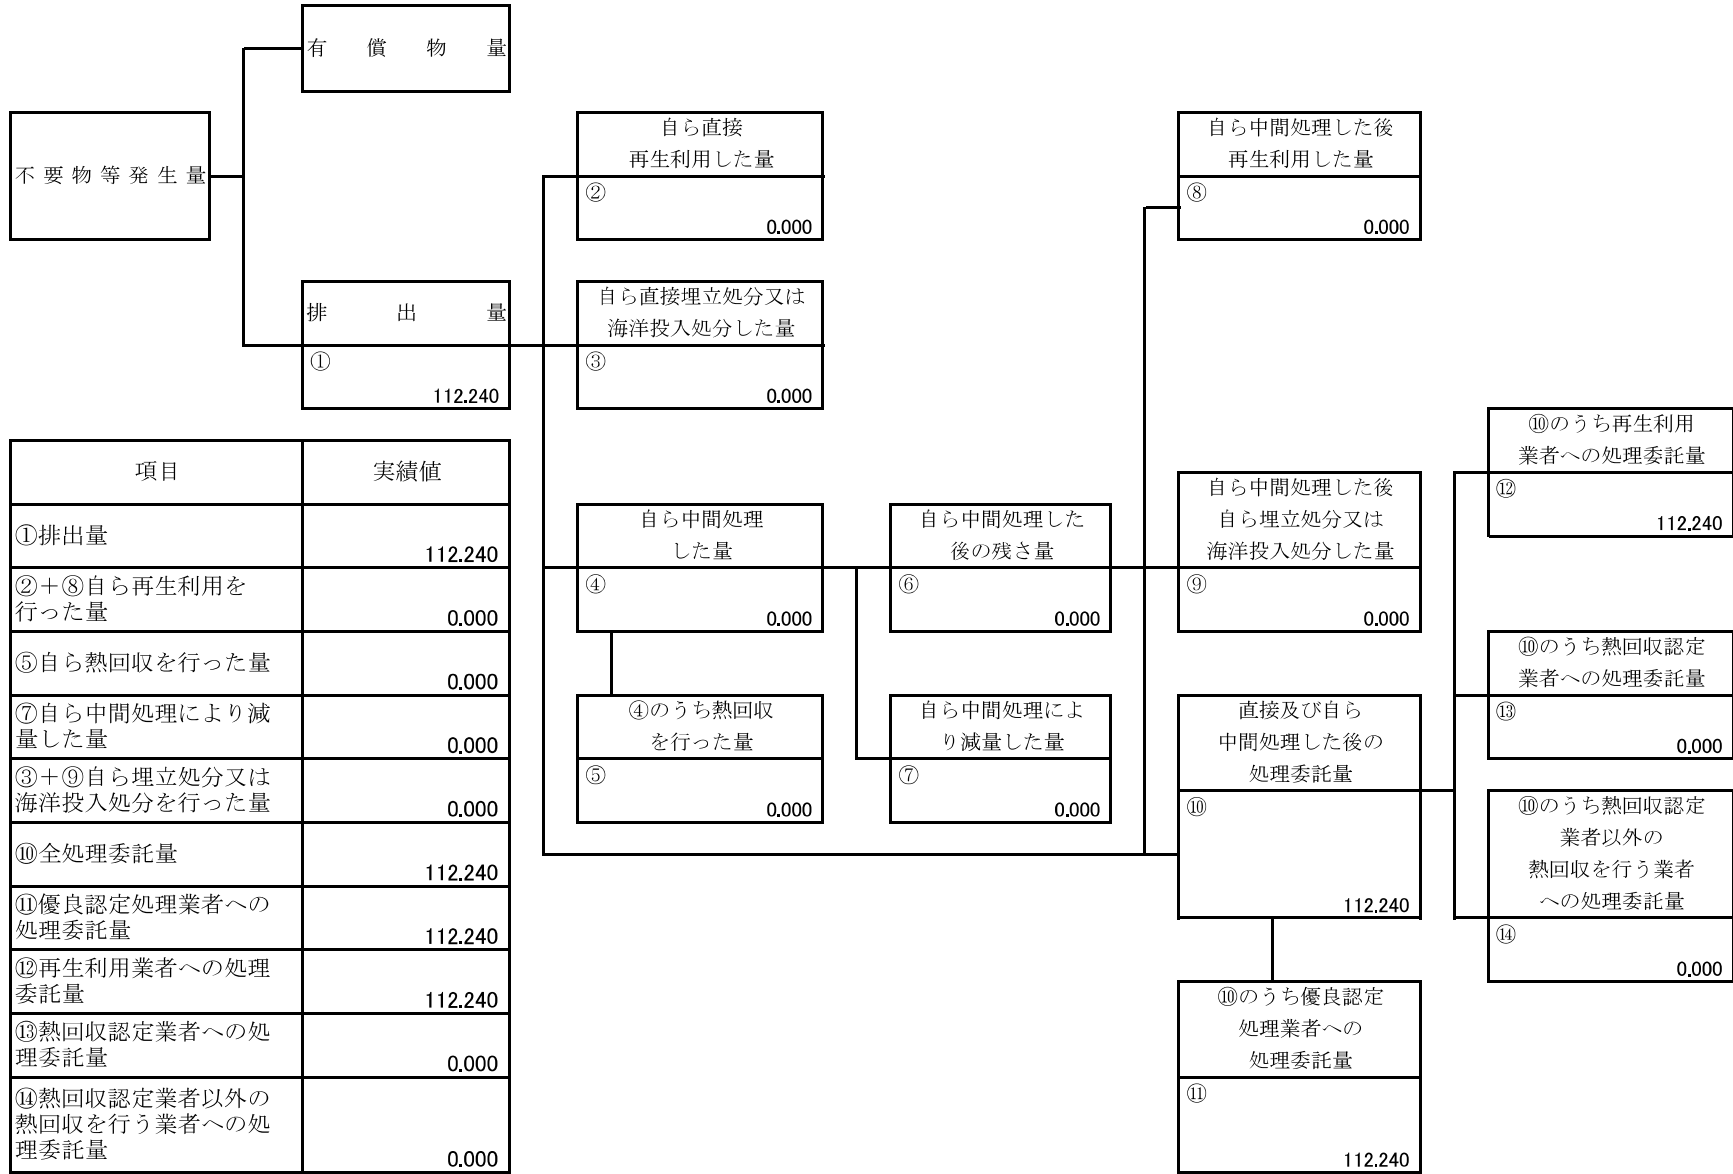 有償物量
不要物等発生量
排出量
①
112.240
自ら直接
再生利用した量
②
0.000
自ら直接埋立処分又は
海洋投入処分した量
③
0.000
自ら中間処理した後
再生利用した量
⑧
0.000
自ら中間処理
した量
④
0.000
自ら中間処理した
後の残さ量
⑥
0.000
自ら中間処理した後
自ら埋立処分又は
海洋投入処分した量
⑨
0.000
⑩のうち再生利用
業者への処理委託量
⑫
112.240
④のうち熱回収
を行った量
⑤
0.000
自ら中間処理によ
り減量した量
⑦
0.000
直接及び自ら
中間処理した後の
処理委託量
⑩
112.240
⑩のうち熱回収認定
業者への処理委託量
⑬
0.000
⑩のうち熱回収認定
業者以外の
熱回収を行う業者
への処理委託量
⑭
0.000
⑩のうち優良認定
処理業者への
処理委託量
⑪
112.240
項目 実績値
①排出量
112.240
②+⑧自ら再生利用を
行った量
0.000
⑤自ら熱回収を行った量
0.000
⑦自ら中間処理により減
量した量
0.000
③+⑨自ら埋立処分又は
海洋投入処分を行った量
0.000
⑩全処理委託量
112.240
⑪優良認定処理業者への
処理委託量
112.240
⑫再生利用業者への処理
委託量
112.240
⑬熱回収認定業者への処
理委託量
0.000
⑭熱回収認定業者以外の
熱回収を行う業者への処
理委託量
0.000